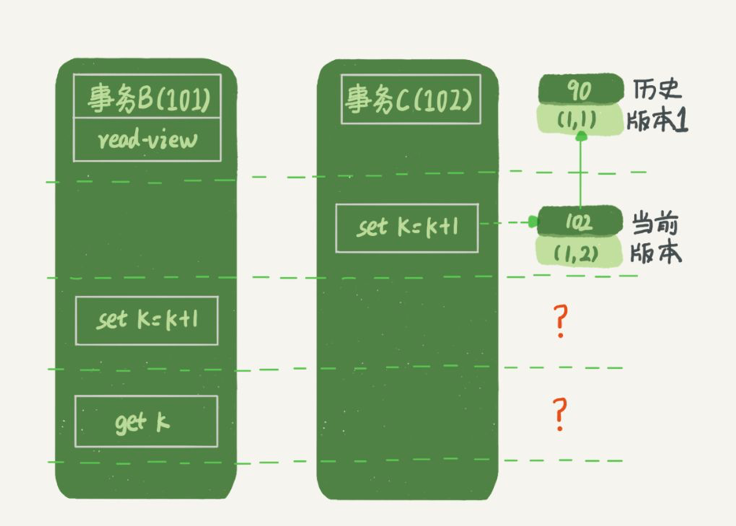 事务B(101)
read-view
事务C(102)
90
(1,1)
历史
版本1
set k=k+1
102
(1,2)
当前
版本
set k=k+1
?
get k
?